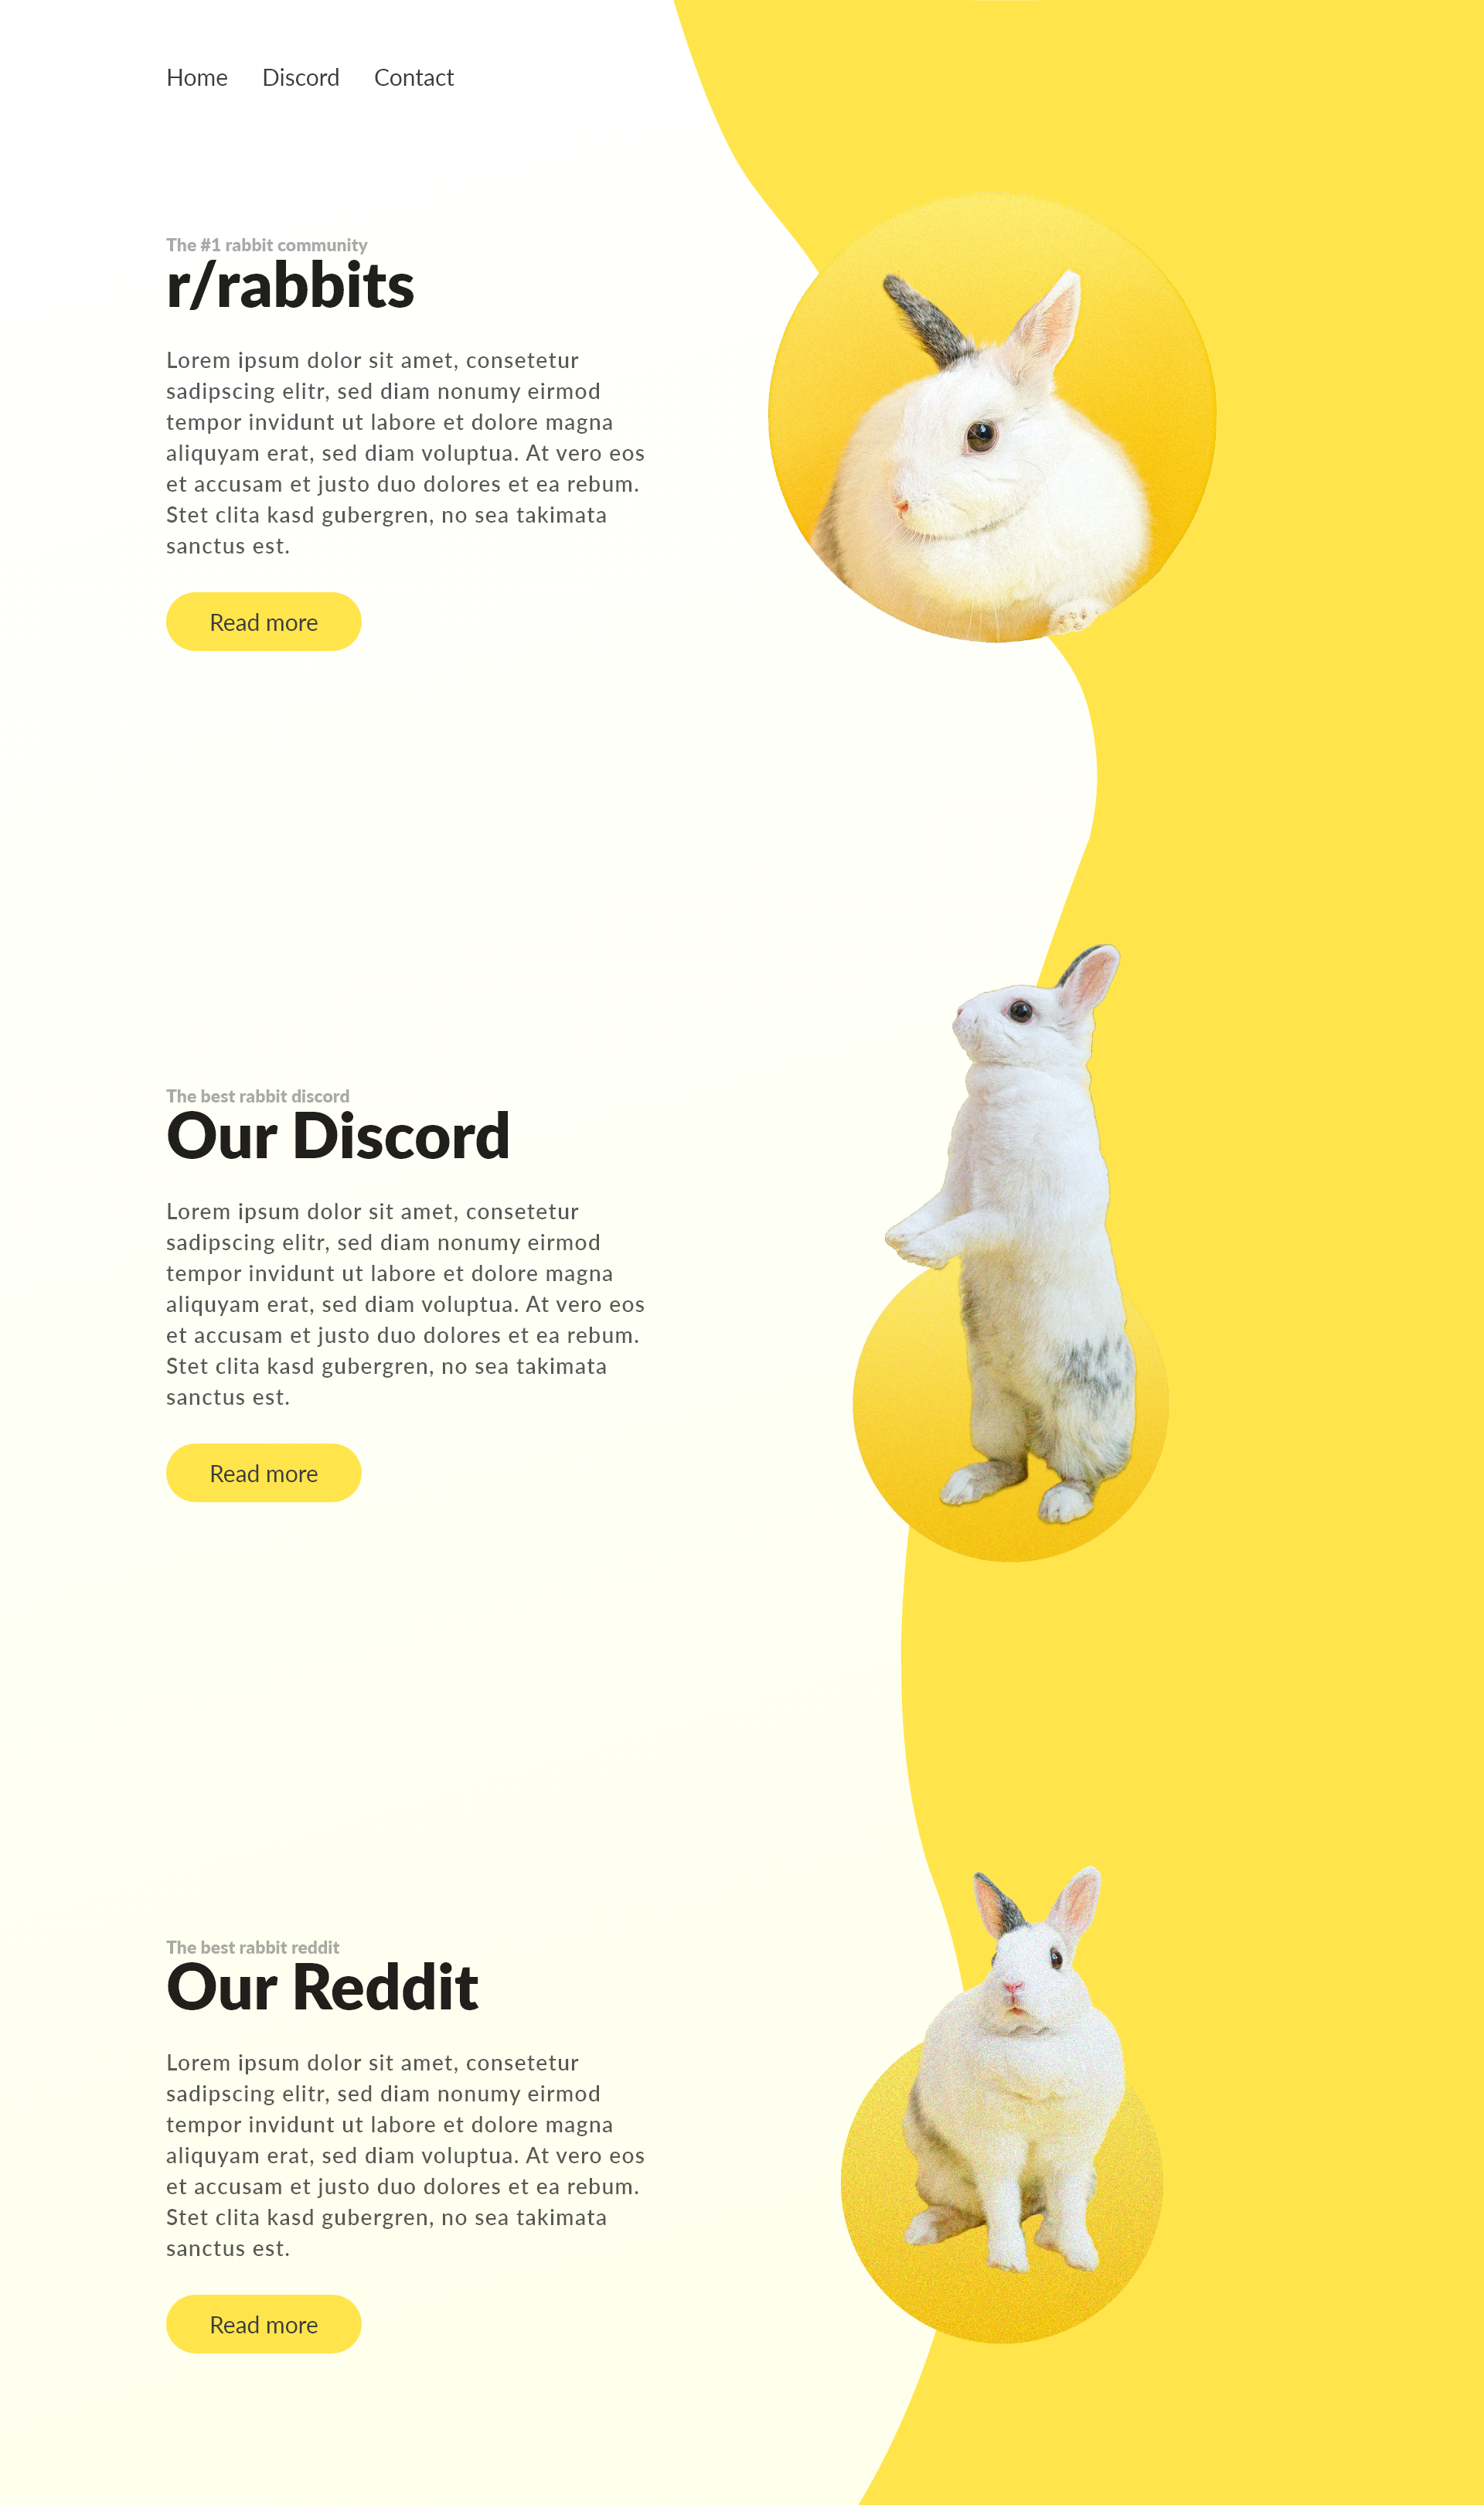 Home Discord Contact
The #1 rabbit community
r/rabbits
Lorem ipsum dolor sit amet, consetetur
sadipscing elitr, sed diam nonumy eirmod
tempor invidunt ut labore et dolore magna
aliquyam erat, sed diam voluptua. At vero eos
et accusam et justo duo dolores et ea rebum.
Stet clita kasd gubergren, no sea takimata
sanctus est.
Read more
The best rabbit discord
Our Discord
Lorem ipsum dolor sit amet, consetetur
sadipscing elitr, sed diam nonumy eirmod
tempor invidunt ut labore et dolore magna
aliquyam erat, sed diam voluptua. At vero eos
et accusam et justo duo dolores et ea rebum.
Stet clita kasd gubergren, no sea takimata
sanctus est.
Read more
The best rabbit reddit
Our Reddit
Lorem ipsum dolor sit amet, consetetur
sadipscing elitr, sed diam nonumy eirmod
tempor invidunt ut labore et dolore magna
aliquyam erat, sed diam voluptua. At vero eos
et accusam et justo duo dolores et ea rebum.
Stet clita kasd gubergren, no sea takimata
sanctus est.
Read more